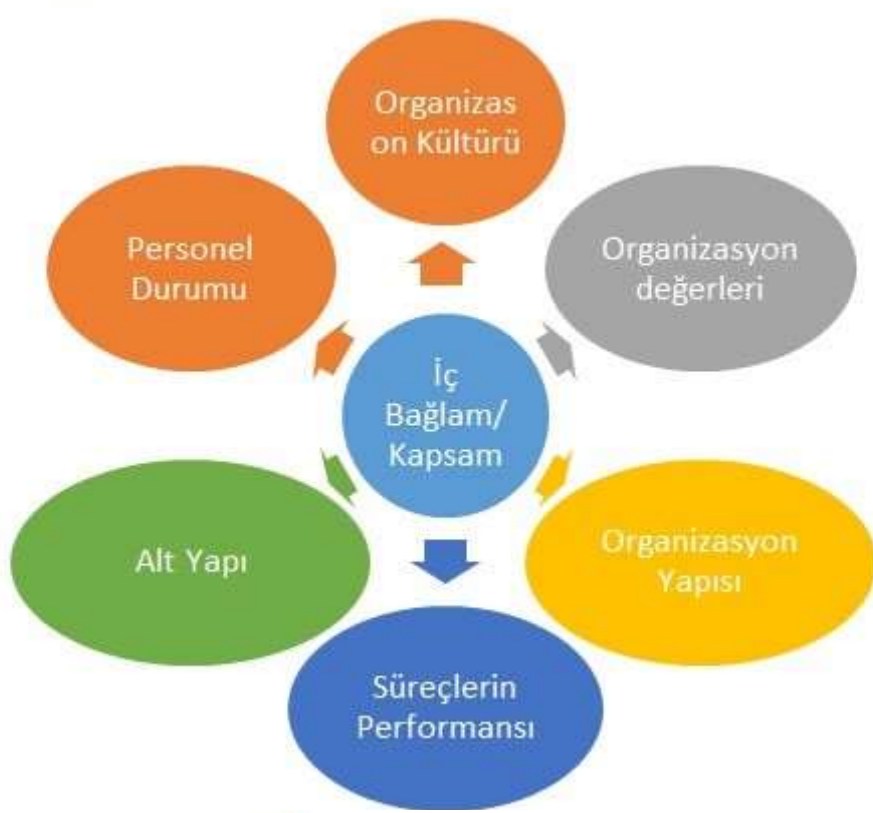 Organizas
on Kültürü
Personel
Durumu
Organizasyon
değerleri
İç
Bağlam/
Kapsam
Alt Yapı
Organizasyon
Yapısı
Süreçlerin
Performansı